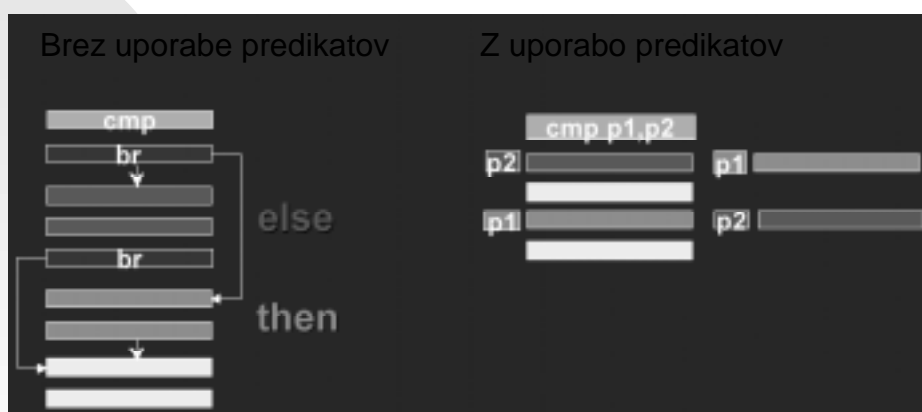 Brez uporabe predikatov
Z uporabo predikatov
cmp
br
else
br
then
cmp p1,p2
p2
p1
p1
p2